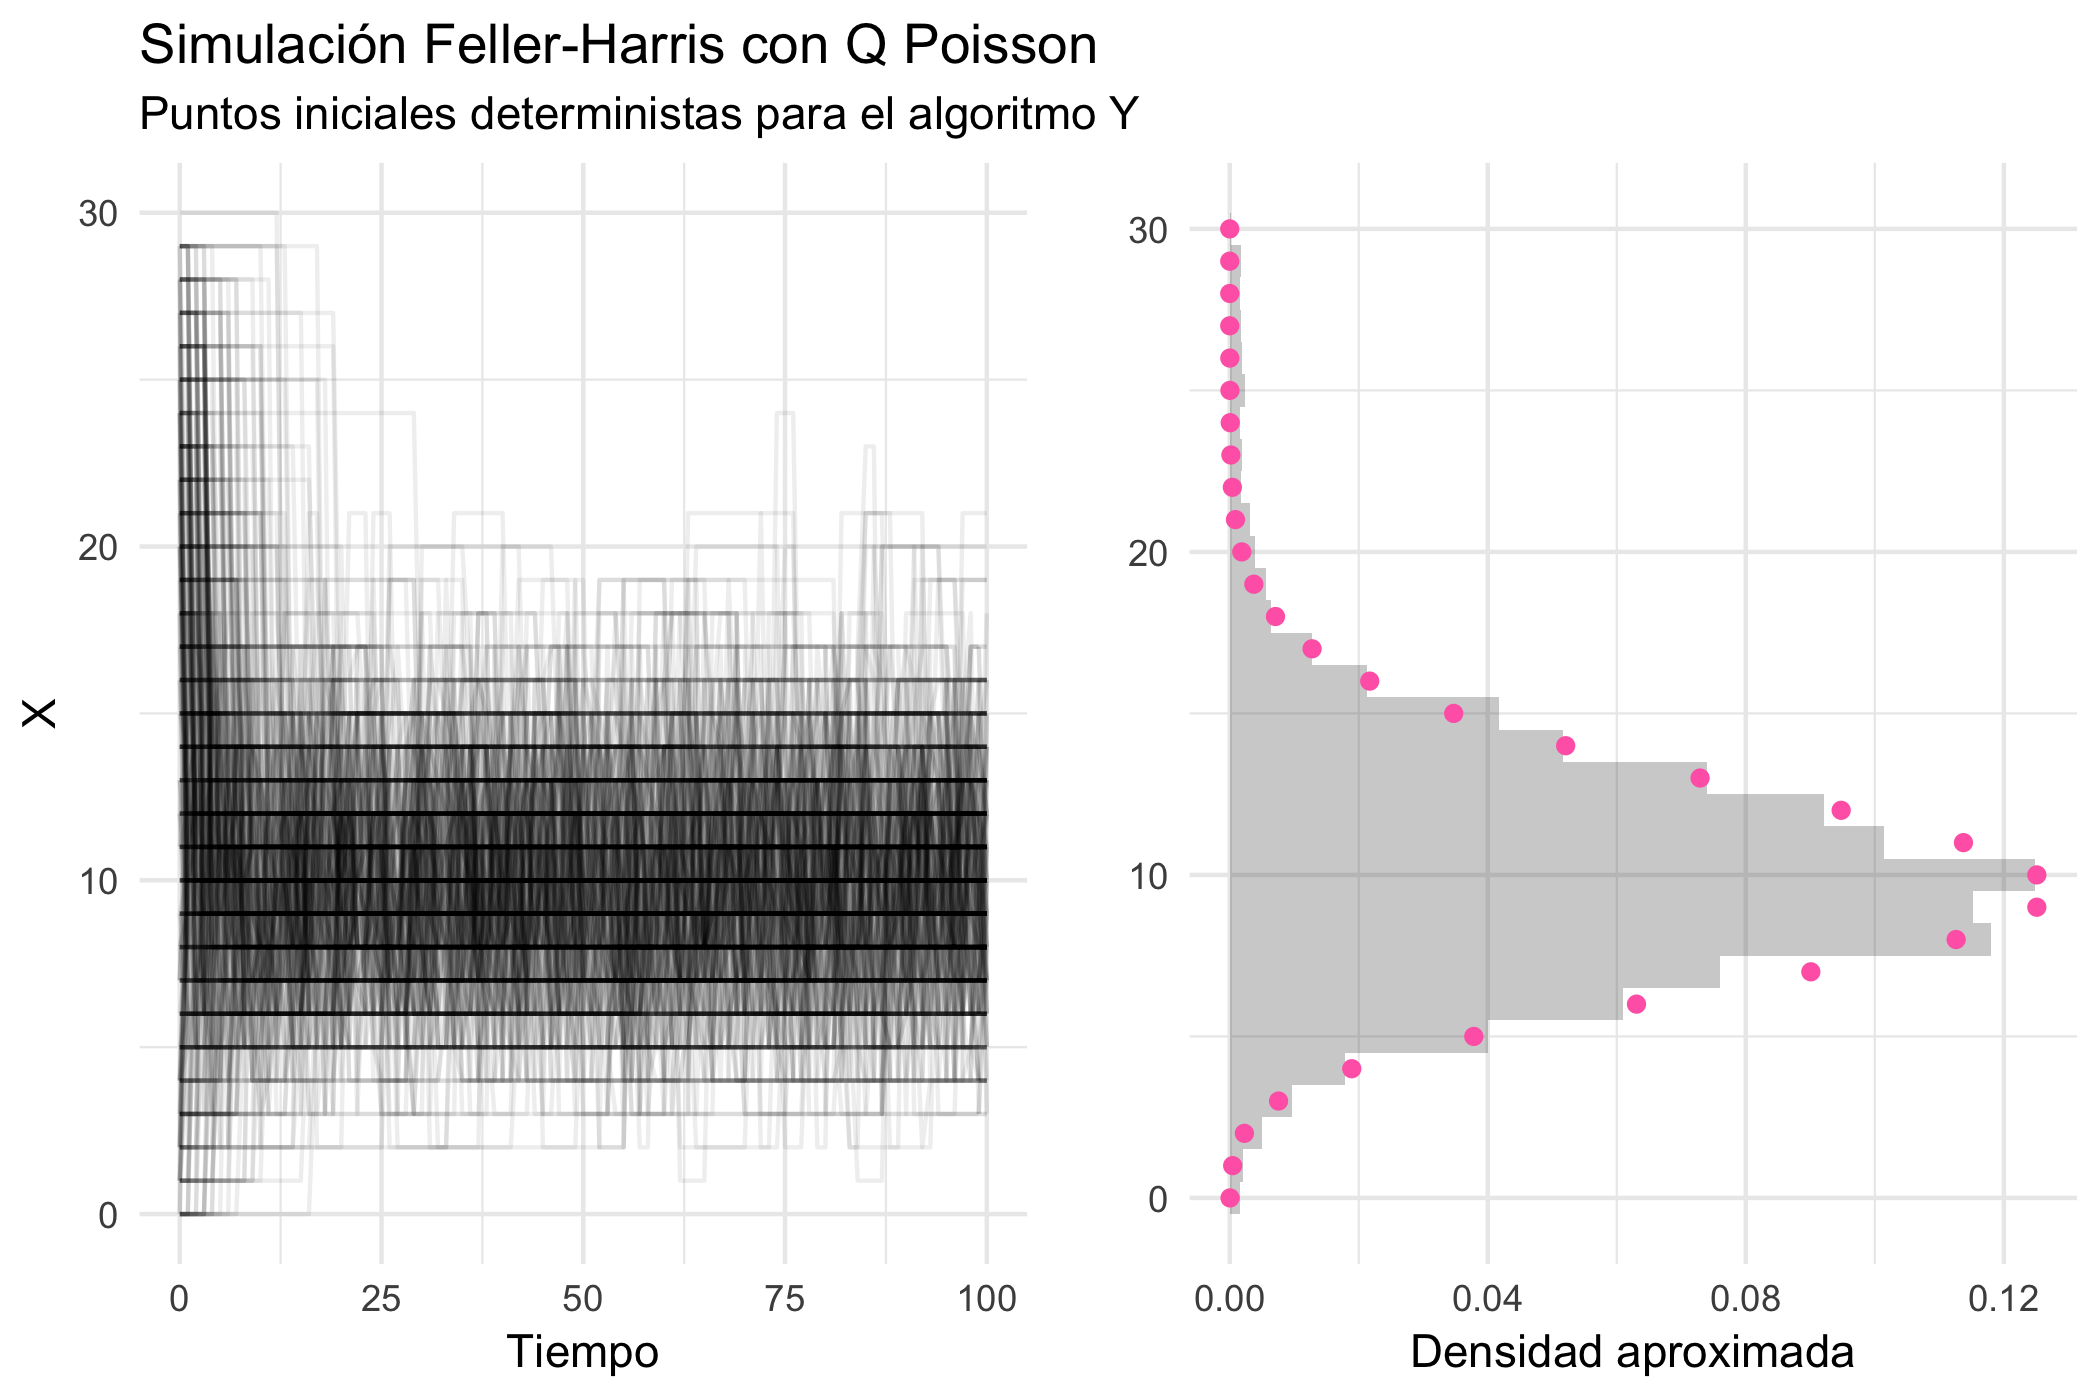 Simulación Feller-Harris con Q Poisson
Puntos iniciales deterministas para el algoritmo Y
30
20
10
0
X
0 25 50 75 100
Tiempo
30
20
10
0
0.00 0.04 0.08 0.12
Densidad aproximada